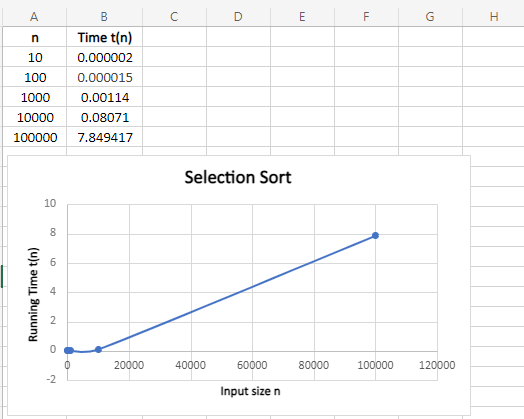 A B C D E F G H
n Time t(n)
10 0.000002
100 0.000015
1000 0.00114
10000 0.08071
100000 7.849417
Selection Sort
10
8
6
4
2
0
-2
Running Time t(n)
0 20000 40000 60000 80000 100000 120000
Input size n